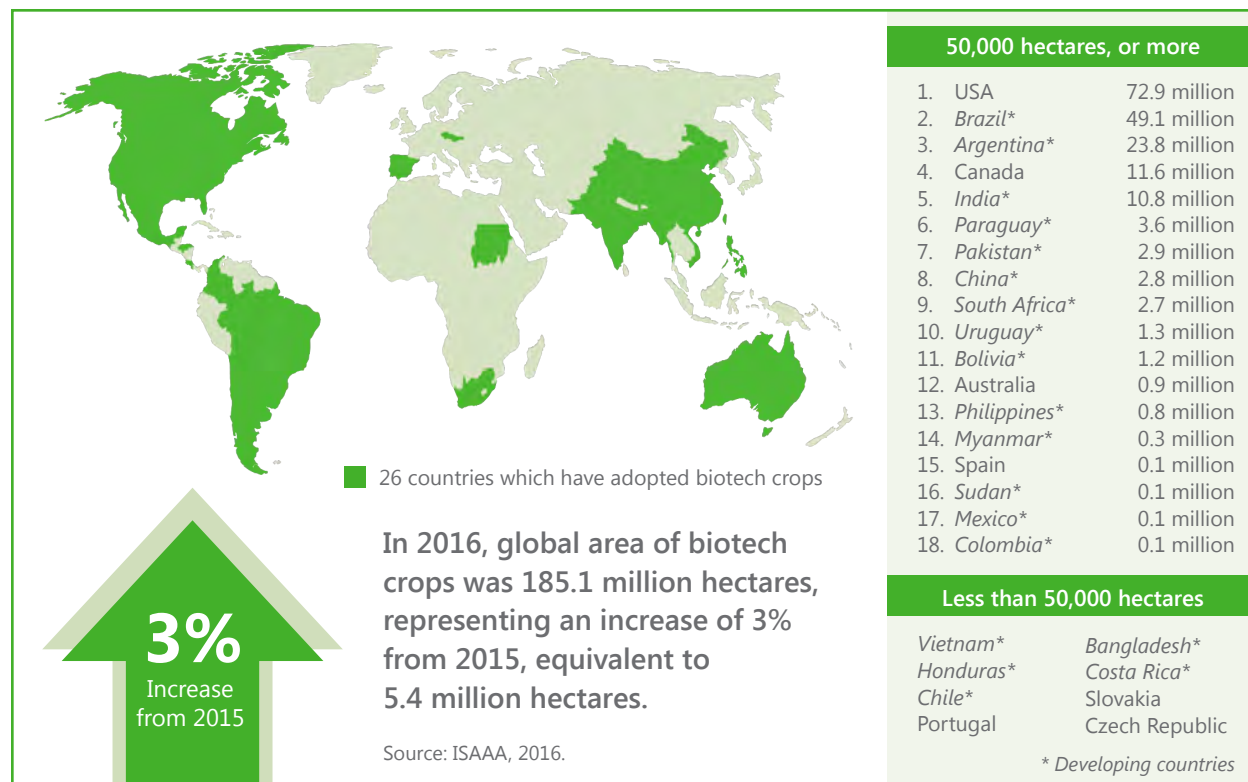 26 countries which have adopted biotech crops
3%
Increase
from 2015
In 2016, global area of biotech
crops was 185.1 million hectares,
representing an increase of 3%
from 2015, equivalent to
5.4 million hectares.
Source: ISAAA, 2016.
50,000 hectares, or more
1. USA 72.9 million
2. Brazil* 49.1 million
3. Argentina* 23.8 million
4. Canada 11.6 million
5. India* 10.8 million
6. Paraguay* 3.6 million
7. Pakistan* 2.9 million
8. China* 2.8 million
9. South Africa* 2.7 million
10. Uruguay* 1.3 million
11. Bolivia* 1.2 million
12. Australia 0.9 million
13. Philippines* 0.8 million
14. Myanmar* 0.3 million
15. Spain 0.1 million
16. Sudan* 0.1 million
17. Mexico* 0.1 million
18. Colombia* 0.1 million
Less than 50,000 hectares
Vietnam* Bangladesh*
Honduras* Costa Rica*
Chile* Slovakia
Portugal Czech Republic
* Developing countries